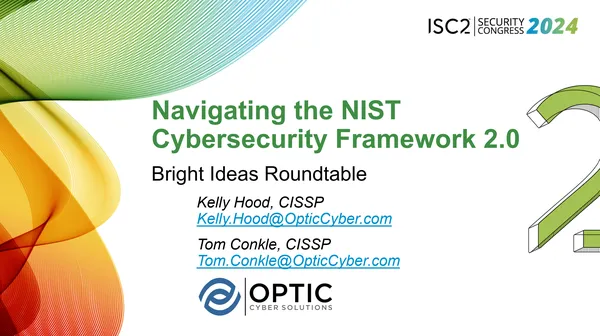 ISC2 SECURITY CONGRESS 2024
Navigating the NIST
Cybersecurity Framework 2.0
Bright Ideas Roundtable
Kelly Hood, CISSP
Kelly.Hood@OpticCyber.com
Tom Conkle, CISSP
Tom.Conkle@OpticCyber.com
OPTIC
CYBER SOLUTIONS
2